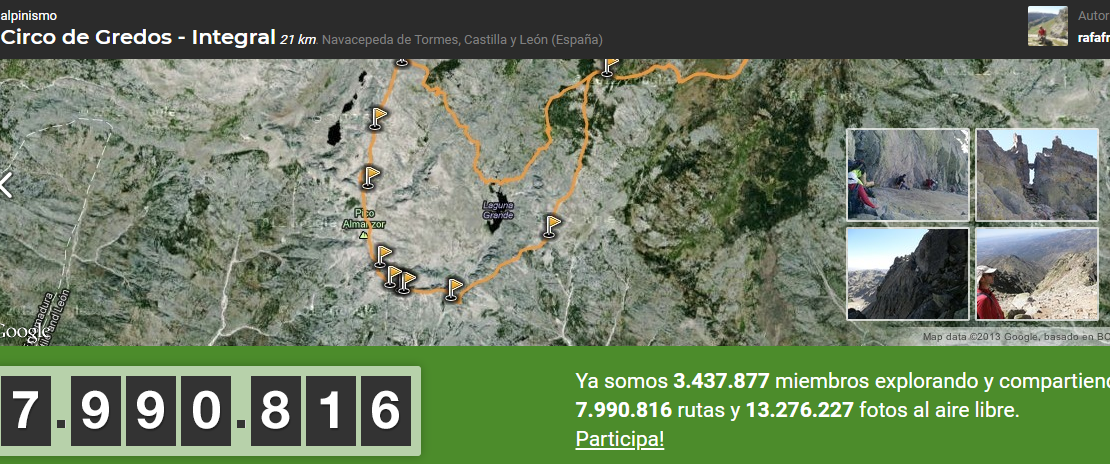 alpinismo
Circo de Gredos - Integral 21 km. Navacepeda de Tormes, Castilla y León (España)
Autor
rafafr
Pico
Almanzor
Laguna
Grande
Google
Map data ©2013 Google, basado en BC
7.990.816
Ya somos 3.437.877 miembros explorando y compartiend
7.990.816 rutas y 13.276.227 fotos al aire libre.
Participa!